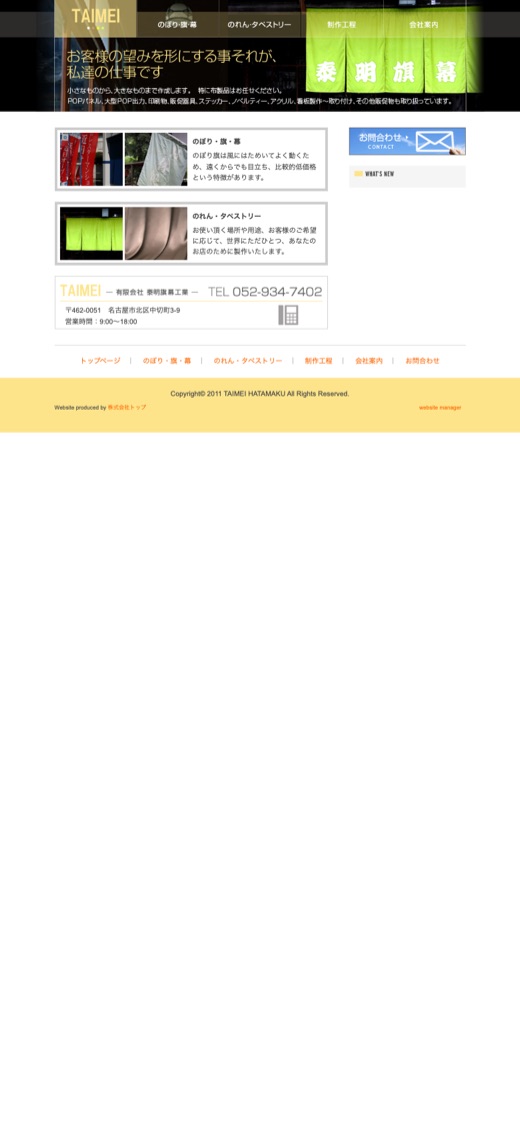 TAIMEI
のぼり・旗・幕
のれん・タペストリー
制作工程
会社案内
お客様の望みを形にする事それが、
私達の仕事です
小さなものから、大きなものまで作成します。 特に布製品はお任せください。
POPパネル、大型POP出力、印刷物、販促器具、ステッカー、ノベルティー、アクリル、看板製作〜取り付け、その他販促物も取り扱っています。
泰明旗幕
のぼり・旗・幕
のぼり旗は風にはためいてよく動くた
め、遠くからでも目立ち、比較的低価格
という特徴があります。
お問合わせ
CONTACT
WHAT'S NEW
のれん・タペストリー
お使い頂く場所や用途、お客様のご希望
に応じて、世界にただひとつ、あなたの
お店のために製作いたします。
TAIMEI ― 有限会社 泰明旗幕工業 ― TEL 052-934-7402
〒462-0051 名古屋市北区中切町3-9
営業時間：9:00〜18:00
トップページ | のぼり・旗・幕 | のれん・タペストリー | 制作工程 | 会社案内 | お問合わせ
Copyright© 2011 TAIMEI HATAMAKU All Rights Reserved.
Website produced by 株式会社トップ
website manager